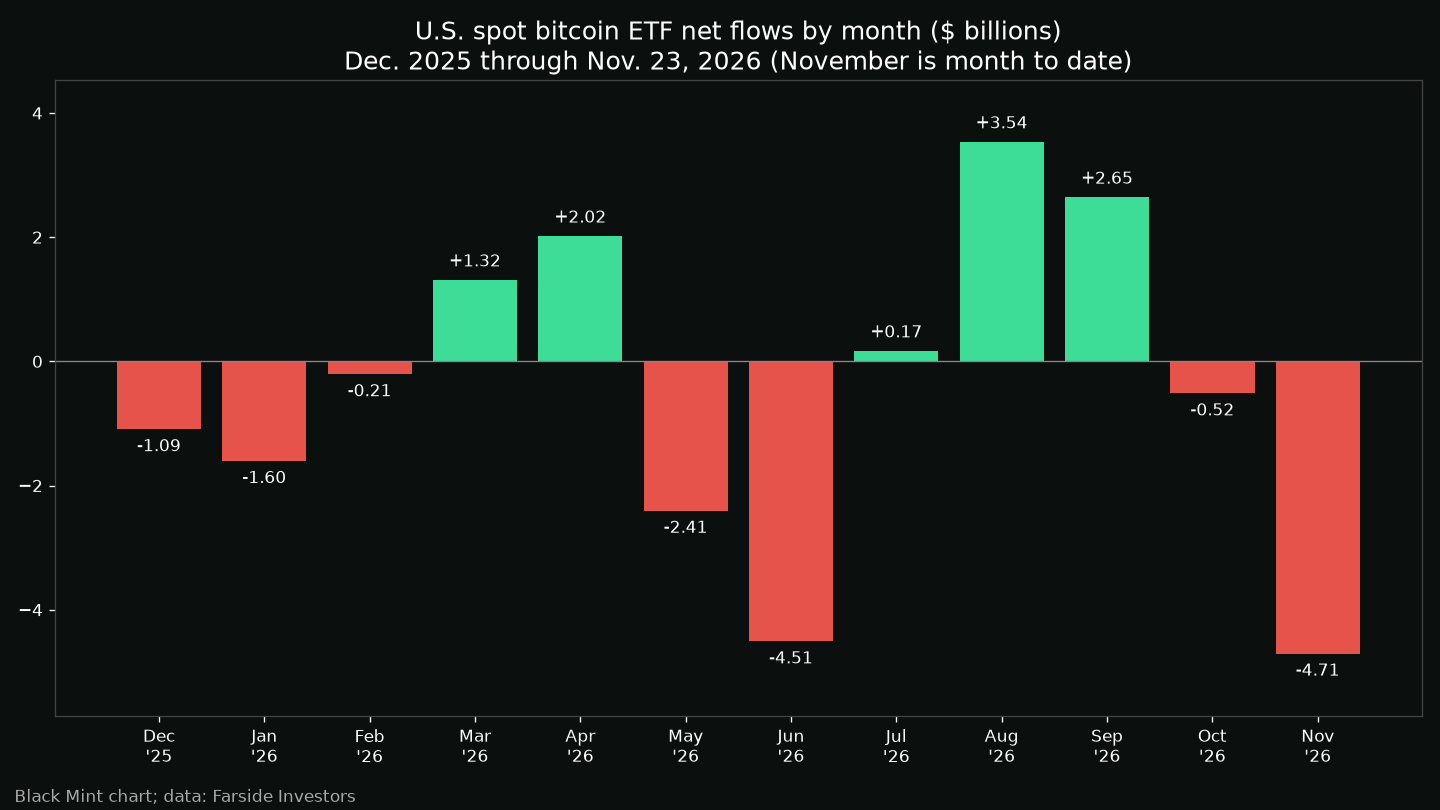 U.S. spot bitcoin ETF net flows by month ($ billions)
Dec. 2025 through Nov. 23, 2026 (November is month to date)
4
2
0
−2
−4
-1.09
-1.60
-0.21
+1.32
+2.02
-2.41
-4.51
+0.17
+3.54
+2.65
-0.52
-4.71
Dec '25
Jan '26
Feb '26
Mar '26
Apr '26
May '26
Jun '26
Jul '26
Aug '26
Sep '26
Oct '26
Nov '26
Black Mint chart; data: Farside Investors